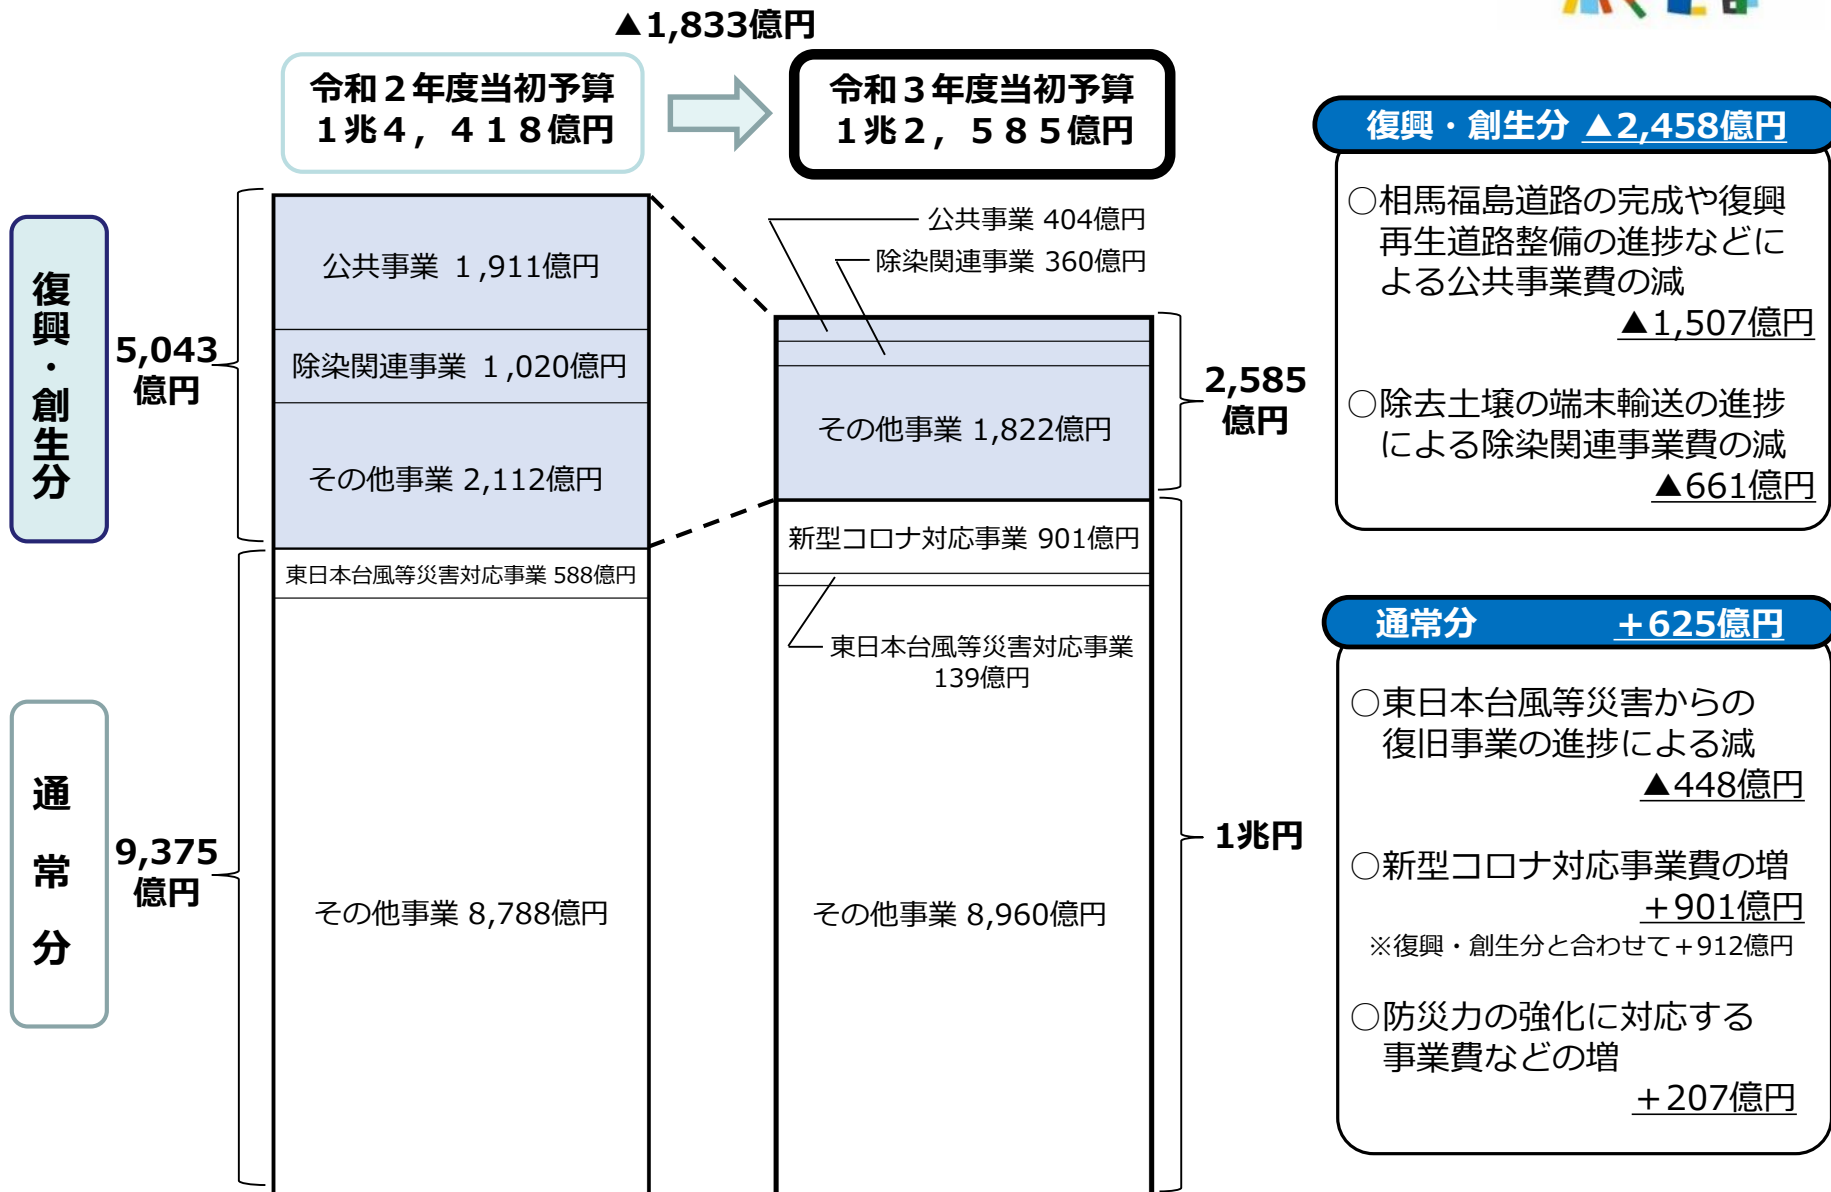 ▲1,833億円
令和２年度当初予算
１兆４，４１８億円
令和３年度当初予算
１兆２，５８５億円
復興・創生分
5,043
億円
公共事業 １,911億円
除染関連事業 １,020億円
その他事業 2,112億円
公共事業 404億円
除染関連事業 360億円
その他事業 1,822億円
2,585
億円
通常分
9,375
億円
東日本台風等災害対応事業 588億円
その他事業 8,788億円
新型コロナ対応事業 901億円
東日本台風等災害対応事業
139億円
その他事業 8,960億円
1兆円
復興・創生分 ▲2,458億円
○相馬福島道路の完成や復興
再生道路整備の進捗などに
よる公共事業費の減
▲1,507億円
○除去土壌の端末輸送の進捗
による除染関連事業費の減
▲661億円
通常分 ＋625億円
○東日本台風等災害からの
復旧事業の進捗による減
▲448億円
○新型コロナ対応事業費の増
＋901億円
※復興・創生分と合わせて＋912億円
○防災力の強化に対応する
事業費などの増
＋207億円